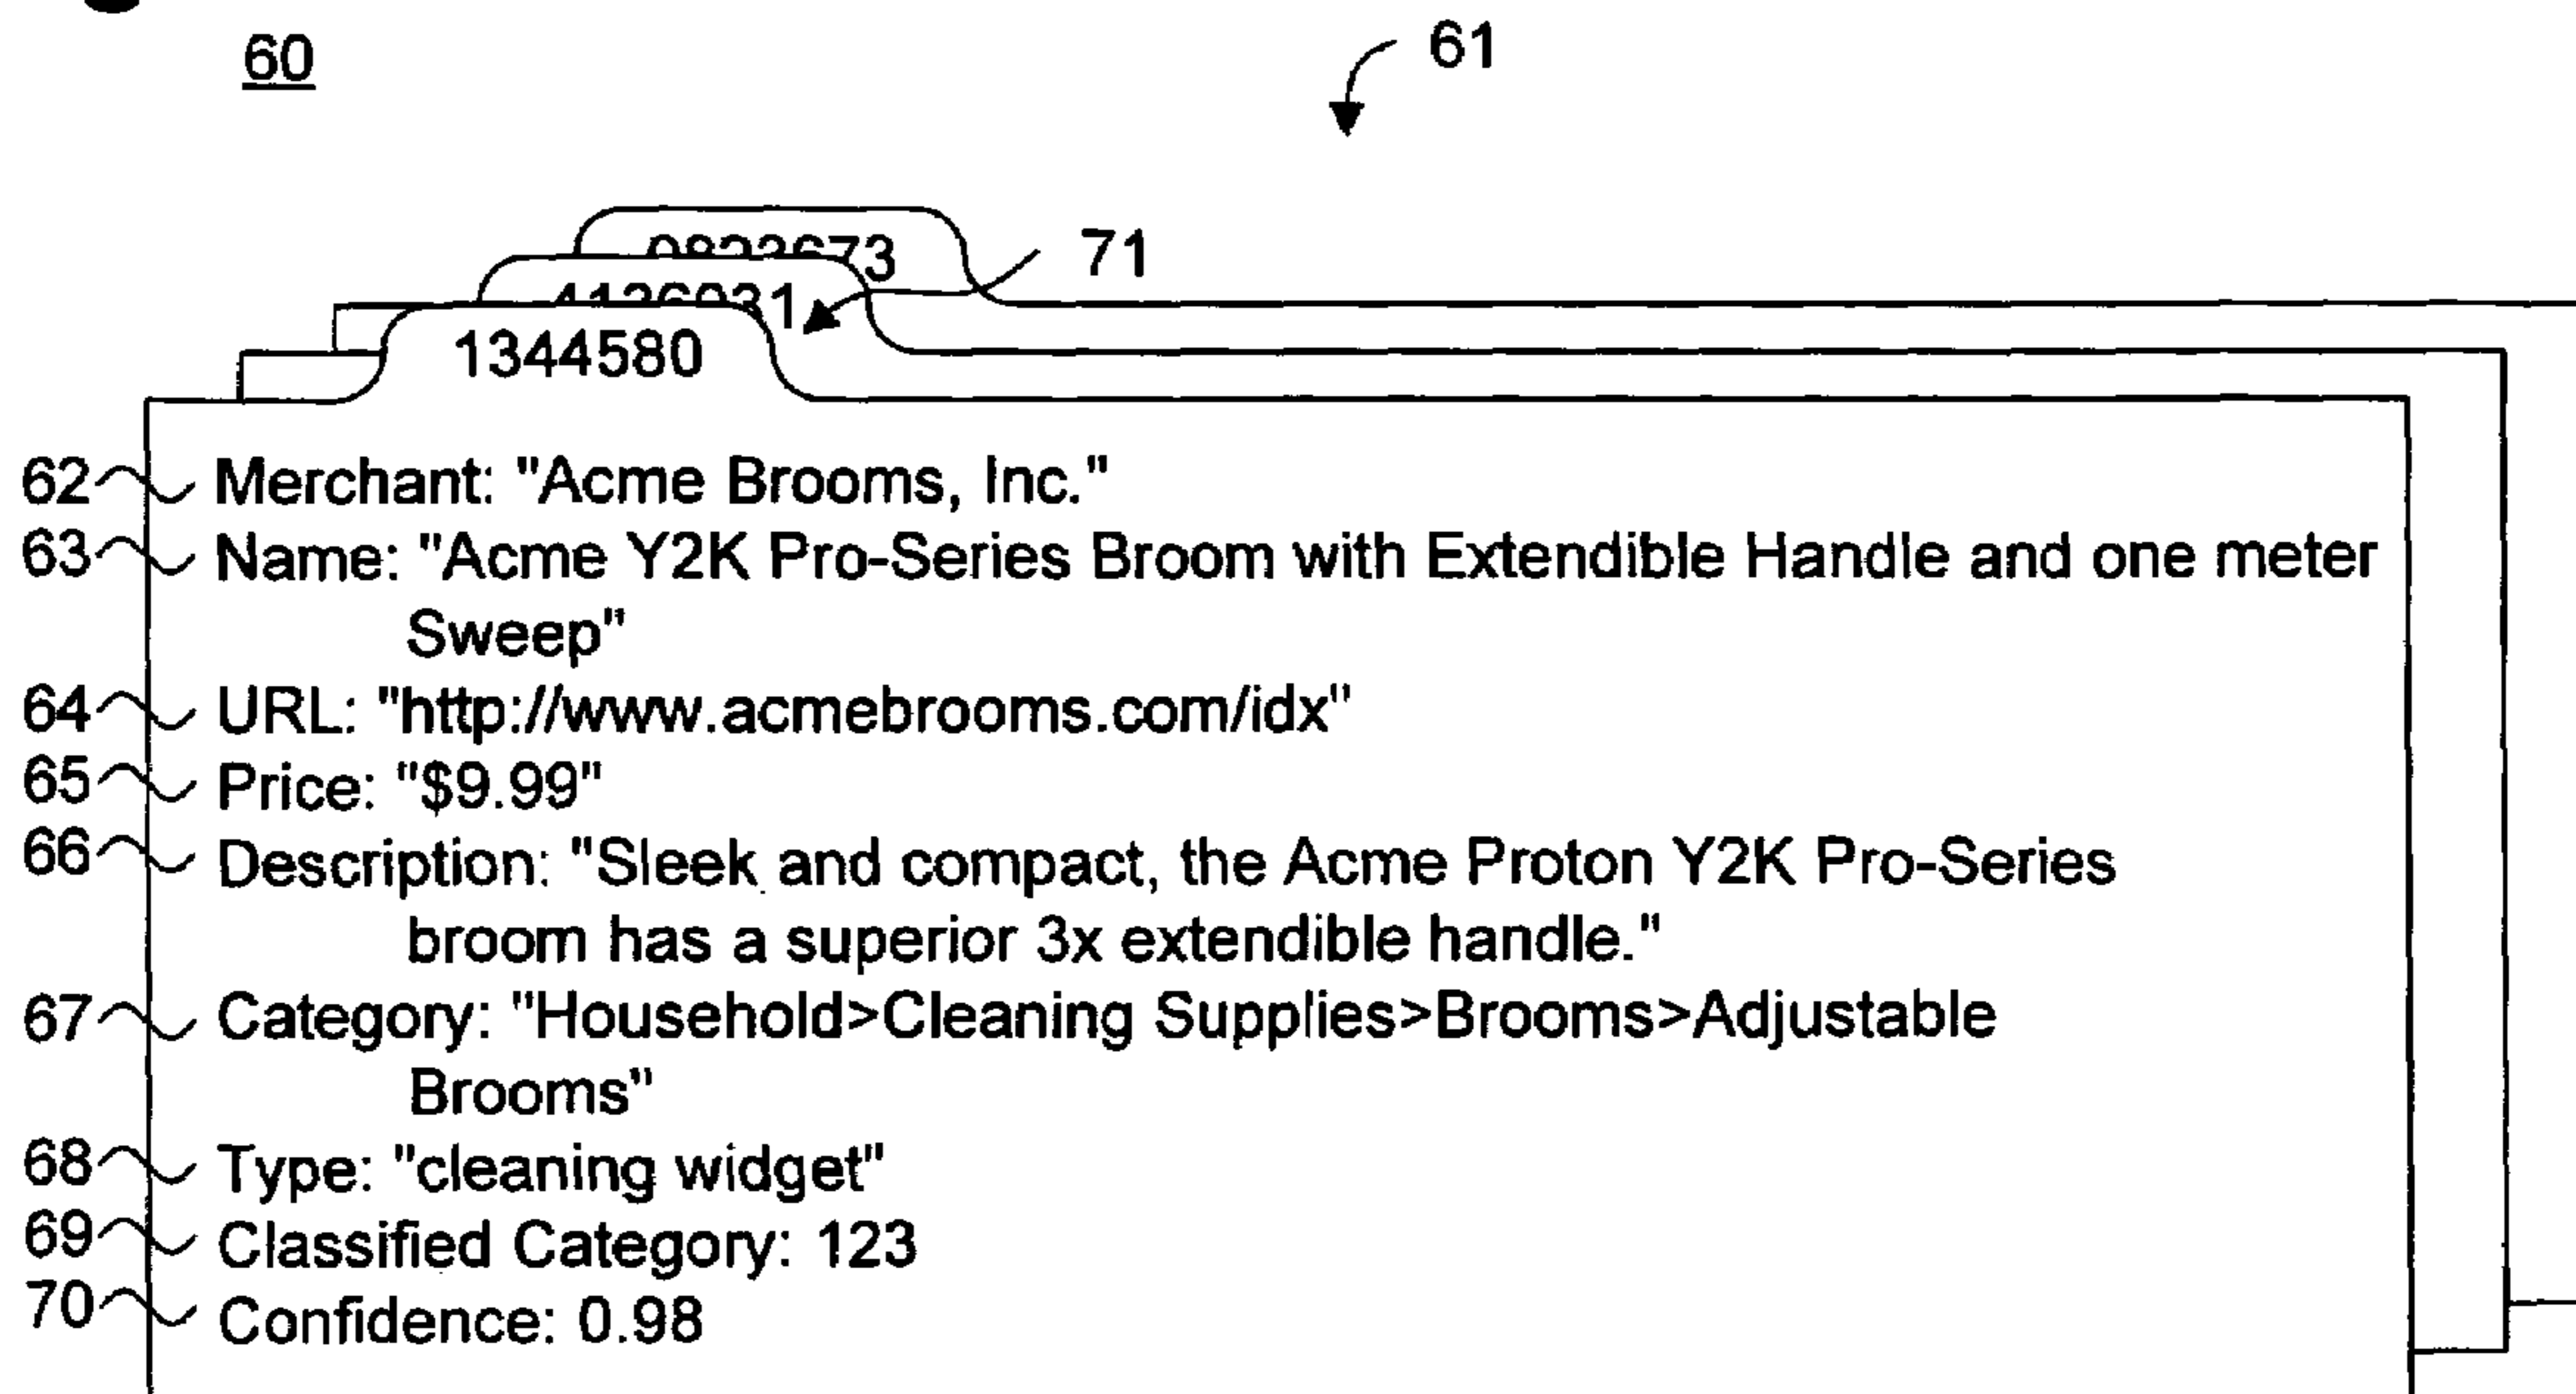 60
61
71
1344580
62 Merchant: "Acme Brooms, Inc."
63 Name: "Acme Y2K Pro-Series Broom with Extendible Handle and one meter
Sweep"
64 URL: "http://www.acmebrooms.com/idx"
65 Price: "$9.99"
66 Description: "Sleek and compact, the Acme Proton Y2K Pro-Series
broom has a superior 3x extendible handle."
67 Category: "Household>Cleaning Supplies>Brooms>Adjustable
Brooms"
68 Type: "cleaning widget"
69 Classified Category: 123
70 Confidence: 0.98